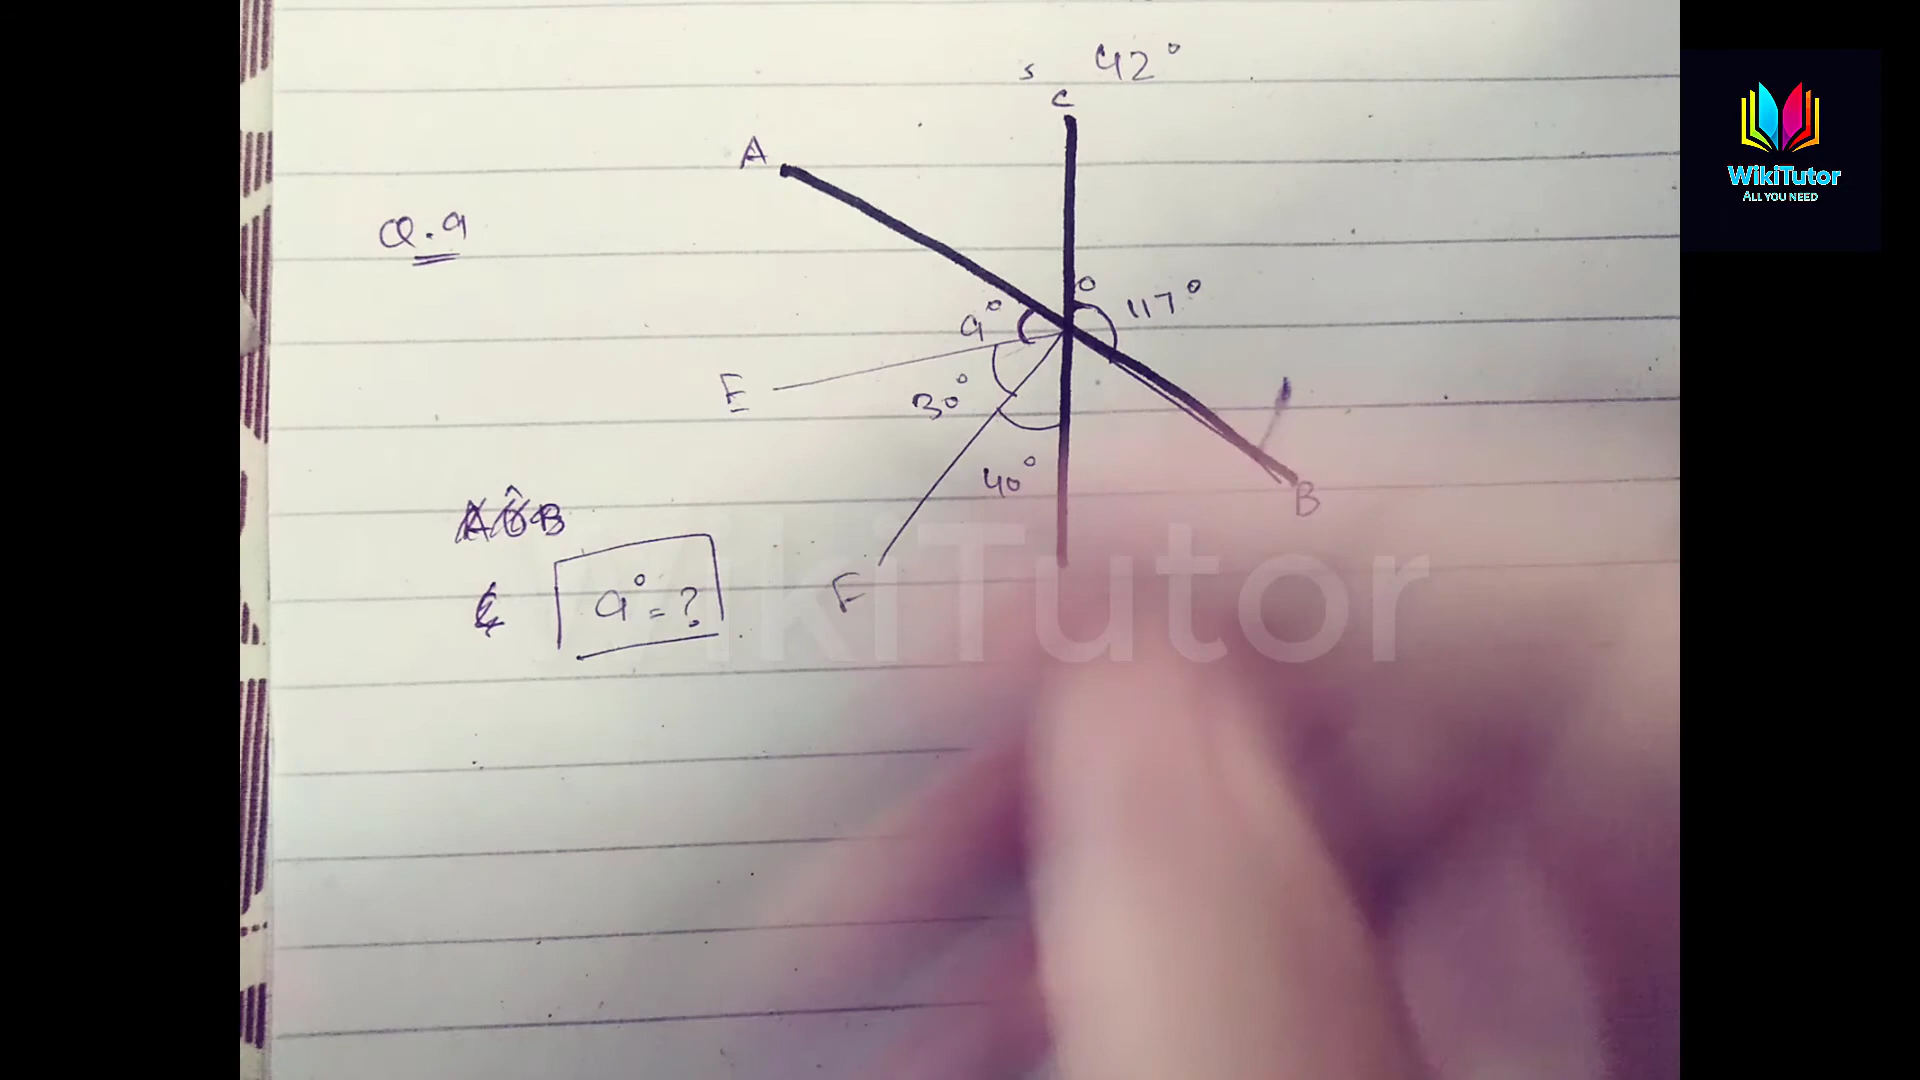 s 42°
C
A
Q.9
O
a° 117°
E
30°
B
40°
AÔB
F
a° = ?
WikiTutor
WikiTutor
ALL YOU NEED